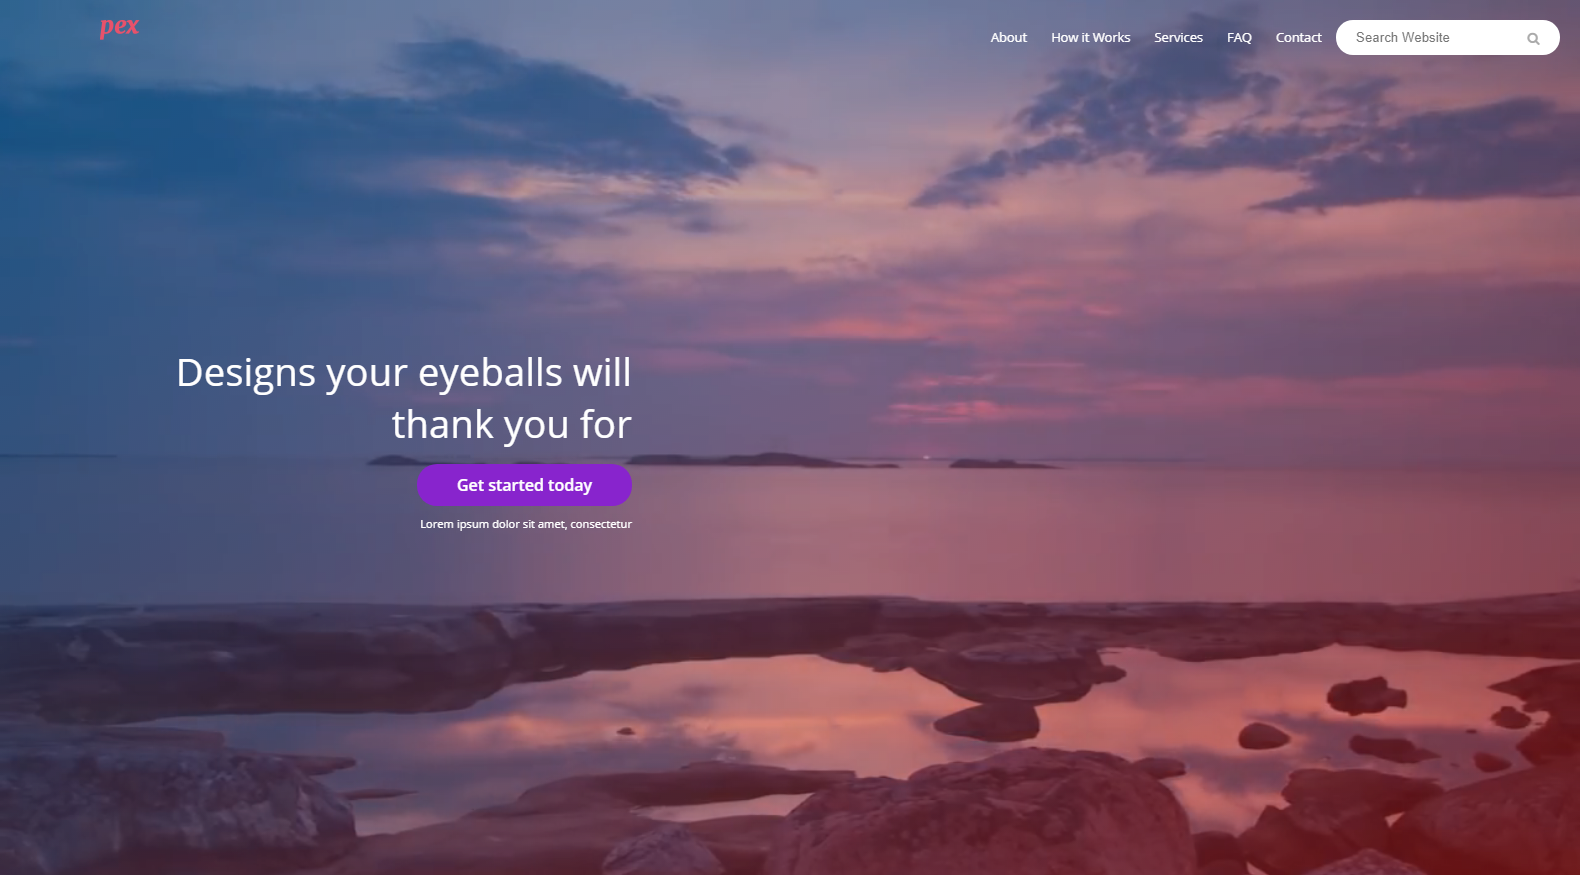 pex
About How it Works Services FAQ Contact Search Website
Designs your eyeballs will
thank you for
Get started today
Lorem ipsum dolor sit amet, consectetur